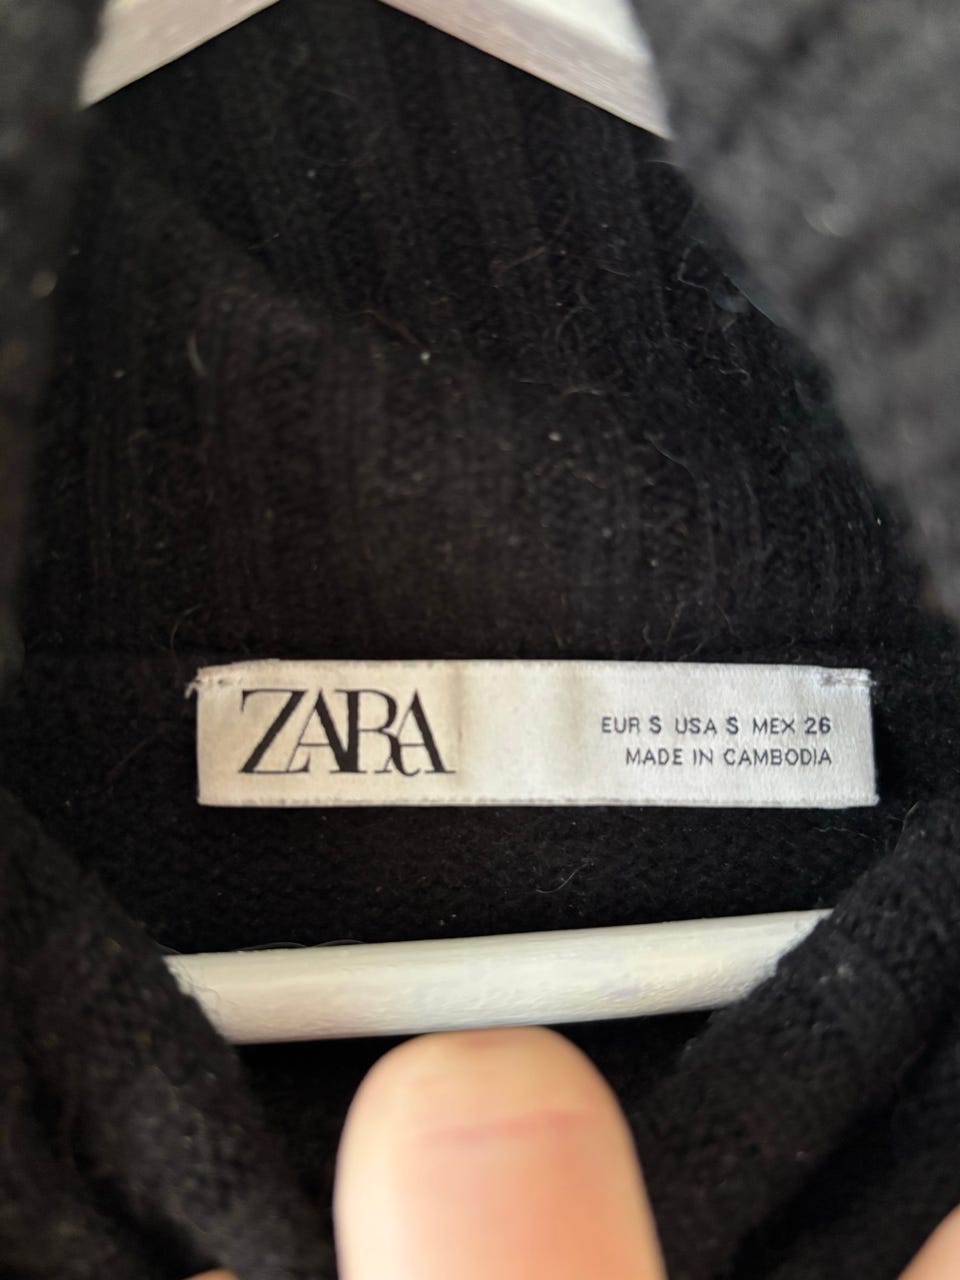 ZARA
EUR S USA S MEX 26
MADE IN CAMBODIA